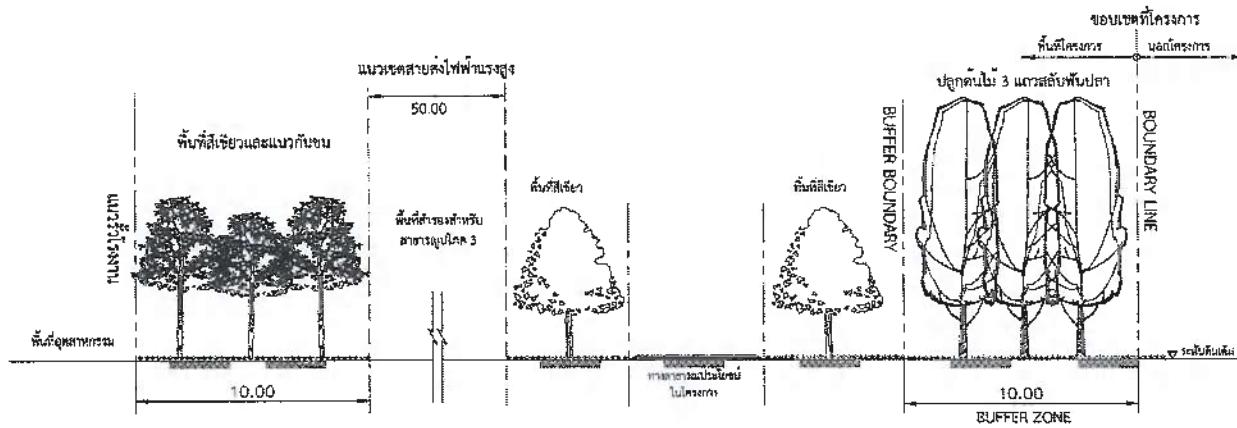 ขอบเขตที่โครงการ
พื้นที่โครงการ
นอกโครงการ
แนวเขตสายส่งไฟฟ้าแรงสูง
50.00
ปลูกต้นไม้ 3 แถวสลับฟันปลา
พื้นที่สีเขียวและแนวกันชน
แนวรั้วโรงงาน
พื้นที่สำรองสำหรับ
สาธารณูปโภค 3
พื้นที่สีเขียว
พื้นที่สีเขียว
BUFFER BOUNDARY
BOUNDARY LINE
พื้นที่อุตสาหกรรม
ระดับดินเดิม
ทางสาธารณประโยชน์
ในโครงการ
10.00
10.00
BUFFER ZONE